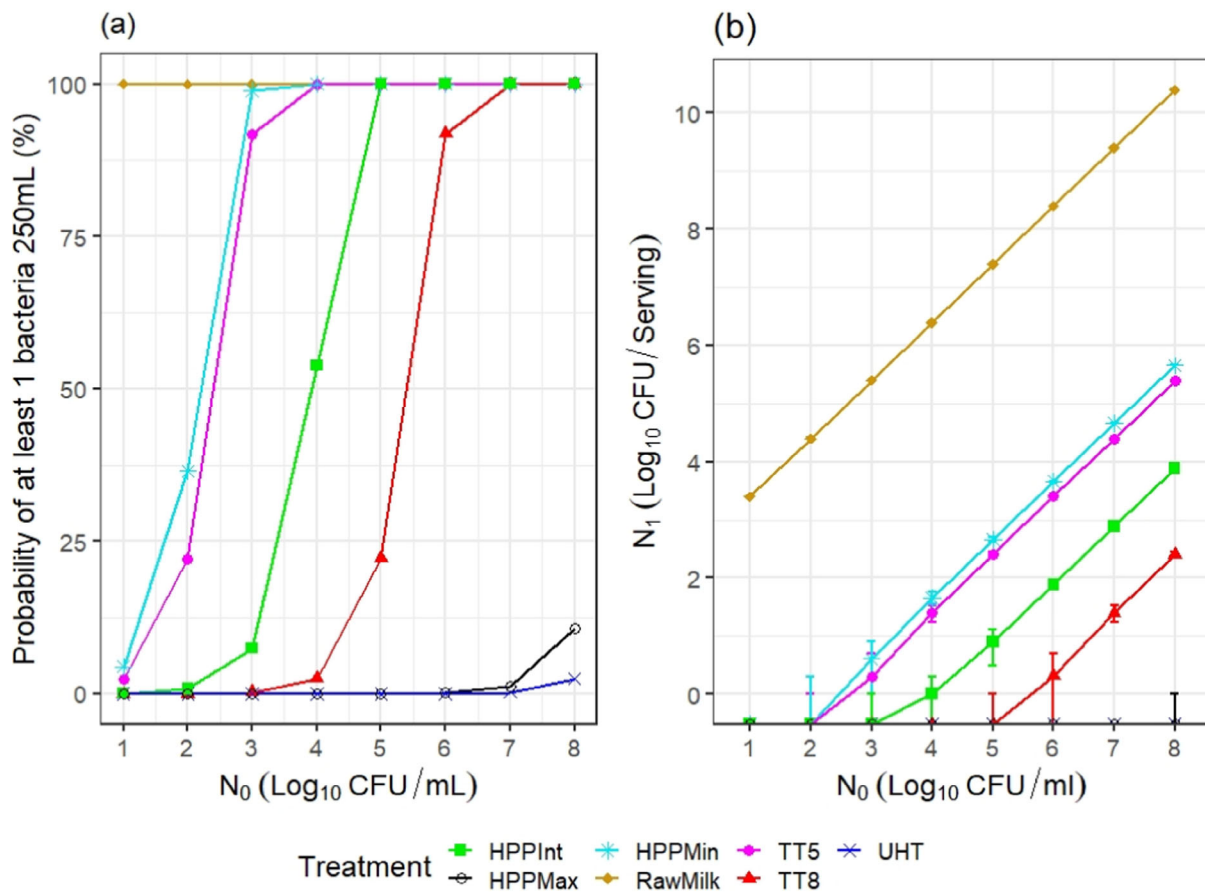 (a)
Probability of at least 1 bacteria 250mL (%)
100
75
50
25
0
1 2 3 4 5 6 7 8
N₀ (Log₁₀ CFU/mL)
(b)
N₁ (Log₁₀ CFU/Serving)
10
8
6
4
2
0
1 2 3 4 5 6 7 8
N₀ (Log₁₀ CFU/ml)
Treatment
HPPInt HPPMin TT5 UHT
HPPMax RawMilk TT8